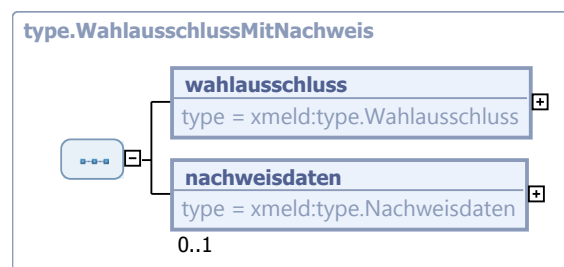 type.WahlausschlussMitNachweis
wahlausschluss
type = xmeld:type.Wahlausschluss
nachweisdaten
type = xmeld:type.Nachweisdaten
0..1